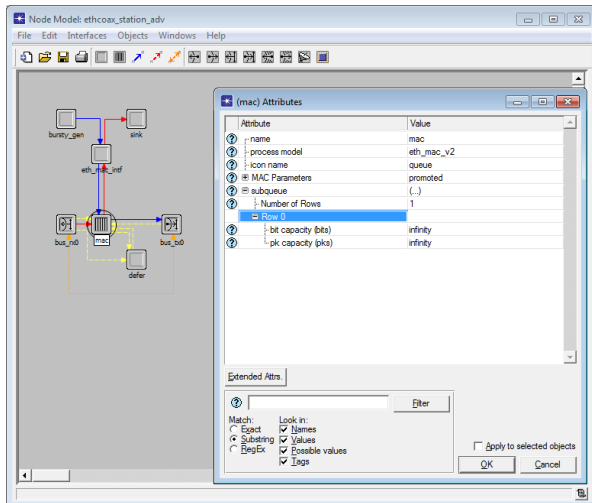 Node Model: ethcoax_station_adv
File Edit Interfaces Objects Windows Help
bursty_gen
sink
eth_mac_intf
bus_rx0
mac
bus_tx0
defer
(mac) Attributes
Attribute Value
name mac
process model eth_mac_v2
icon name queue
MAC Parameters promoted
subqueue (...)
Number of Rows 1
Row 0
bit capacity (bits) infinity
pk capacity (pks) infinity
Extended Attrs.
Filter
Match: Look in:
Exact Names
Substring Values
RegEx Possible values
Tags
Apply to selected objects
OK Cancel